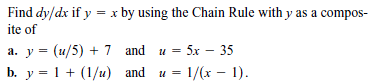 Find dy/dx if y = x by using the Chain Rule with y as a compos-
ite of
a. y = (u/5) + 7 and u = 5x − 35
b. y = 1 + (1/u) and u = 1/(x − 1).